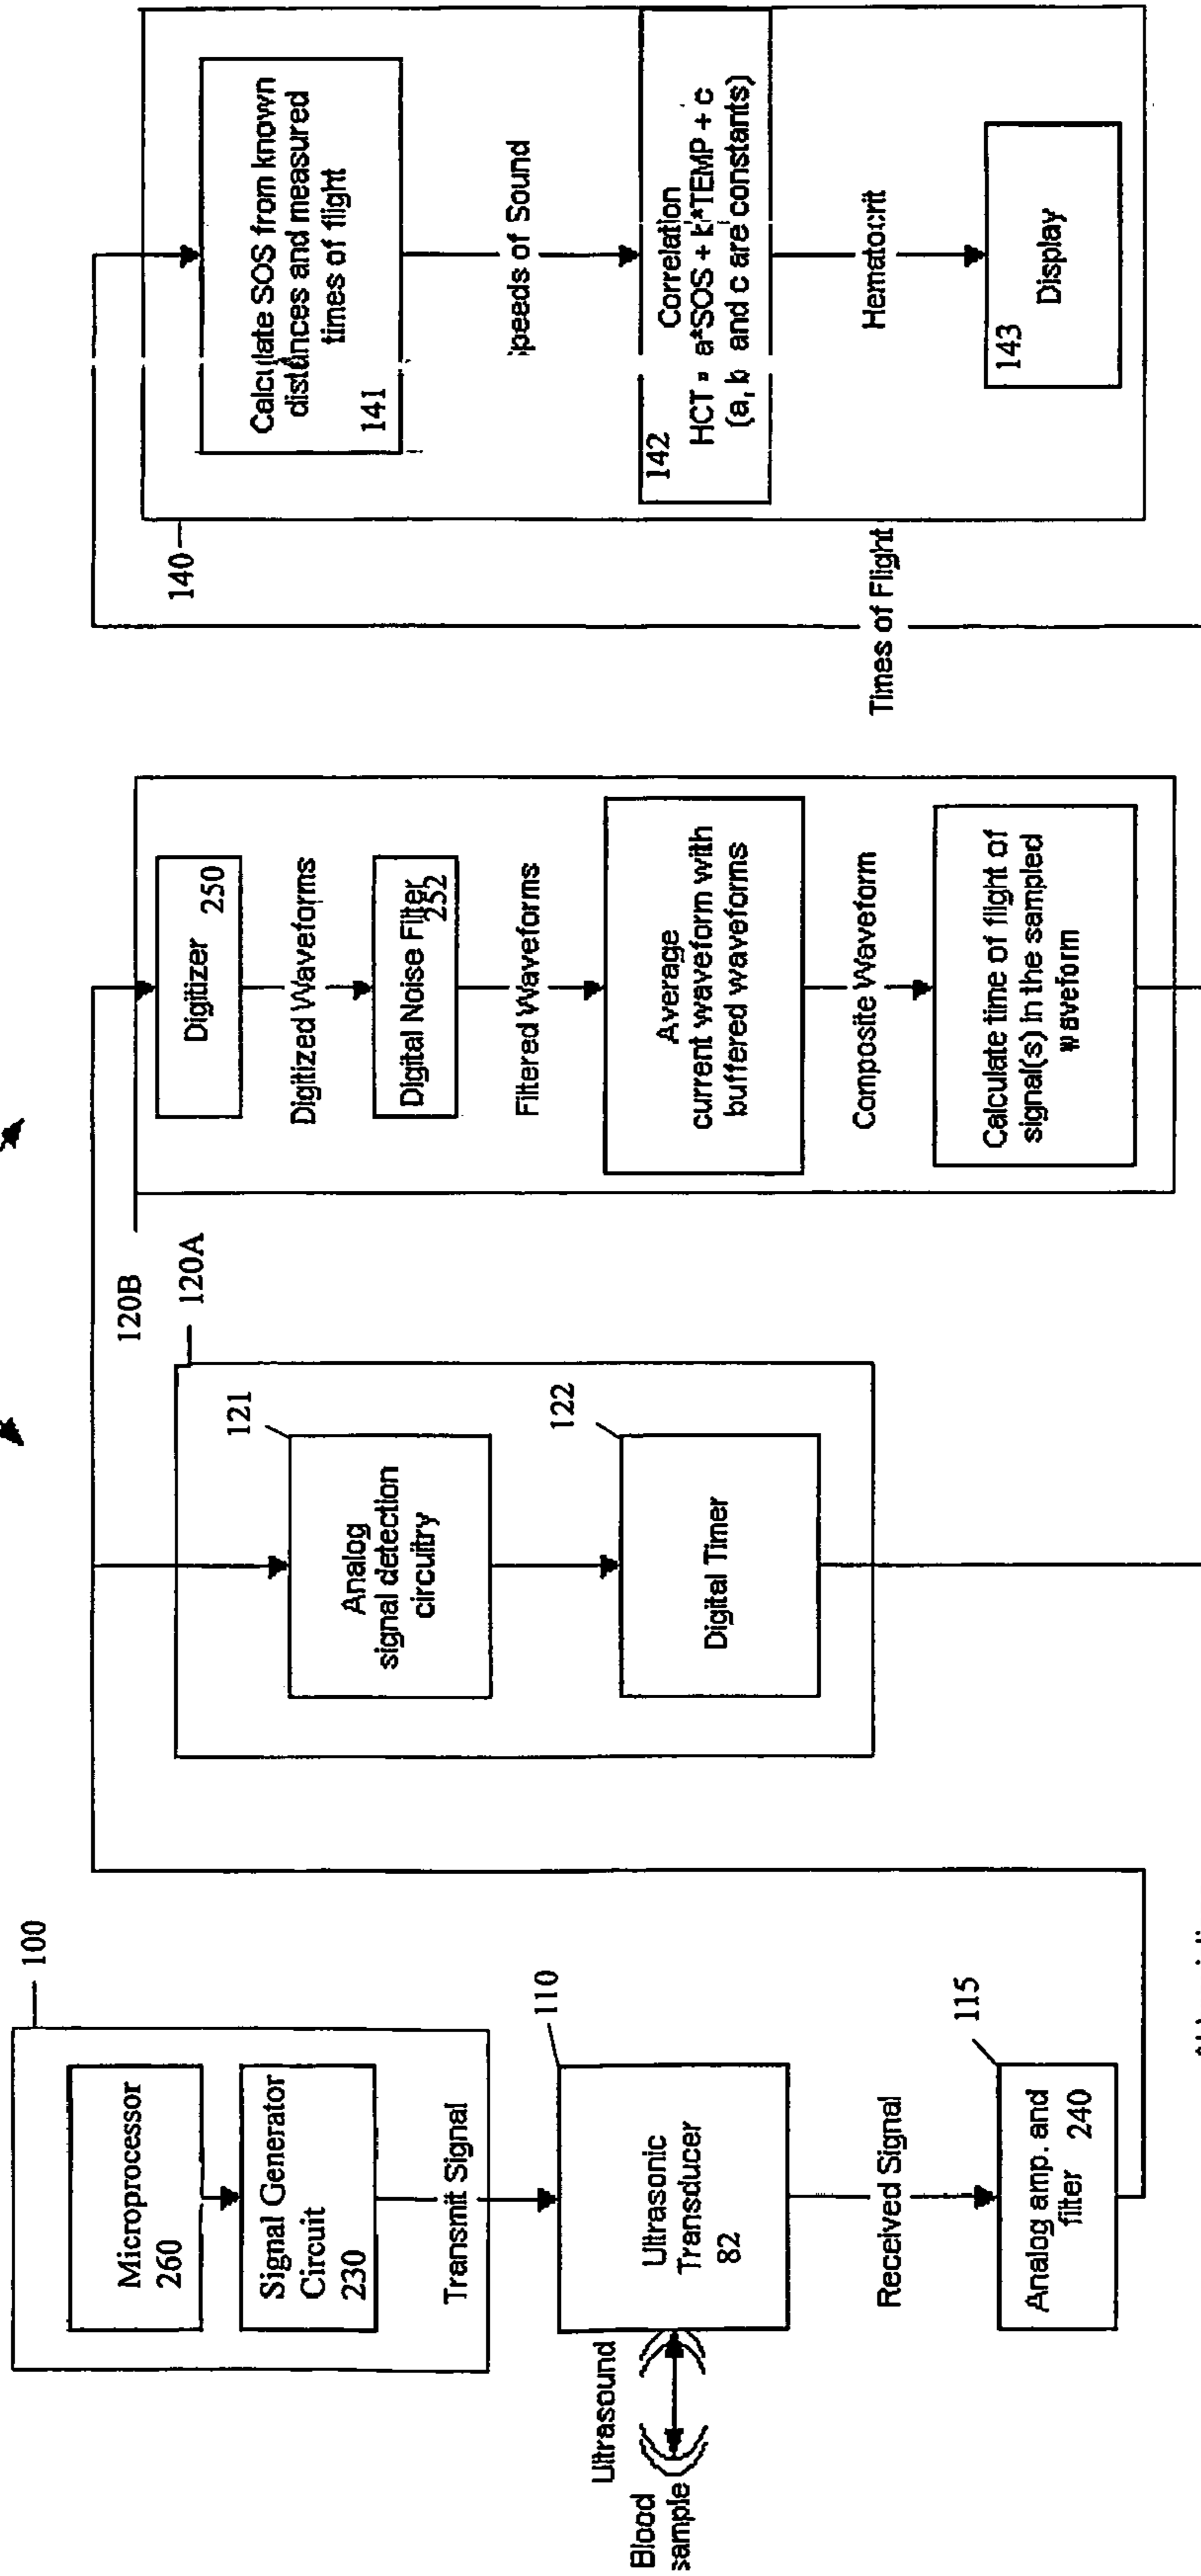 100
Microprocessor
260
Signal Generator
Circuit
230
Transmit Signal
110
Ultrasonic
Transducer
82
Ultrasound
Blood
sample
Received Signal
115
Analog amp. and
filter 240
120B
120A
121
Analog
signal detection
circuitry
122
Digital Timer
Digitizer
250
Digitized Waveforms
Digital Noise Filter
252
Filtered Waveforms
Average
current waveform with
buffered waveforms
Composite Waveform
Calculate time of flight of
signal(s) in the sampled
waveform
Times of Flight
140
Calculate SOS from known
distances and measured
times of flight
141
Speeds of Sound
142
Correlation
HCT = a*SOS + k*TEMP + c
(a, b and c are constants)
Hematocrit
143
Display